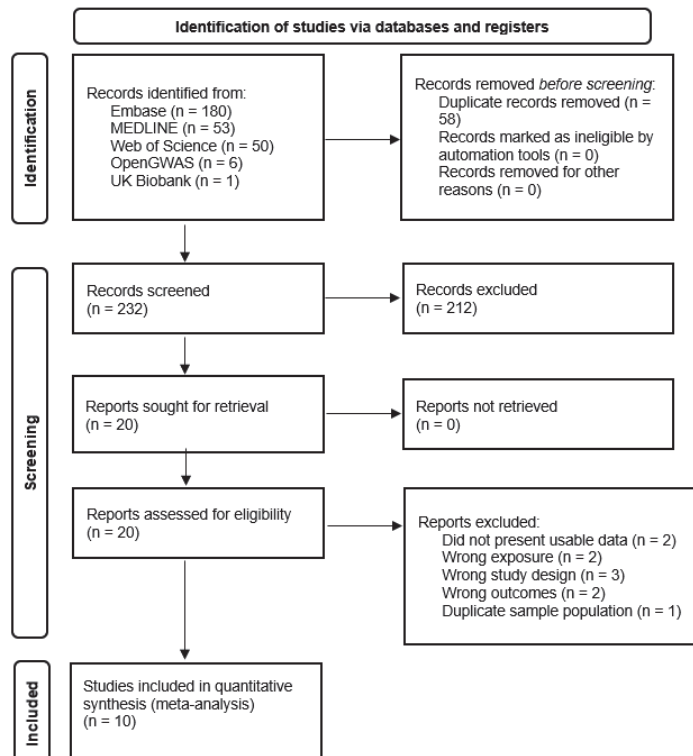 Identification of studies via databases and registers
Identification
Records identified from:
Embase (n = 180)
MEDLINE (n = 53)
Web of Science (n = 50)
OpenGWAS (n = 6)
UK Biobank (n = 1)
Records removed before screening:
Duplicate records removed (n =
58)
Records marked as ineligible by
automation tools (n = 0)
Records removed for other
reasons (n = 0)
Screening
Records screened
(n = 232)
Records excluded
(n = 212)
Reports sought for retrieval
(n = 20)
Reports not retrieved
(n = 0)
Reports assessed for eligibility
(n = 20)
Reports excluded:
Did not present usable data (n = 2)
Wrong exposure (n = 2)
Wrong study design (n = 3)
Wrong outcomes (n = 2)
Duplicate sample population (n = 1)
Included
Studies included in quantitative
synthesis (meta-analysis)
(n = 10)